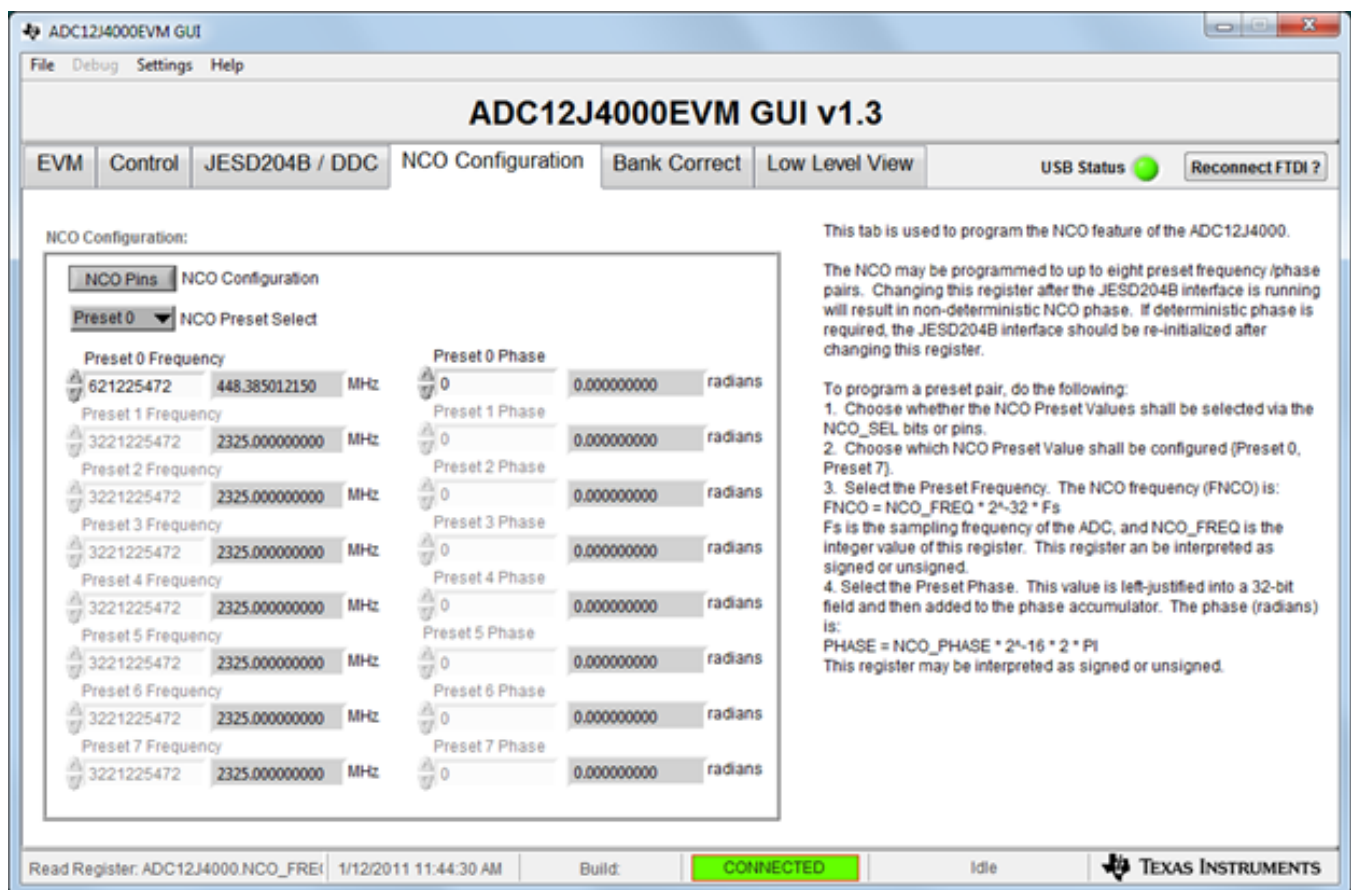 ADC12J4000EVM GUI
File Debug Settings Help
ADC12J4000EVM GUI v1.3
EVM Control JESD204B / DDC NCO Configuration Bank Correct Low Level View USB Status Reconnect FTDI ?
NCO Configuration:
NCO Pins NCO Configuration
Preset 0 NCO Preset Select
Preset 0 Frequency Preset 0 Phase
621225472 448.385012150 MHz 0 0.000000000 radians
Preset 1 Frequency Preset 1 Phase
3221225472 2325.000000000 MHz 0 0.000000000 radians
Preset 2 Frequency Preset 2 Phase
3221225472 2325.000000000 MHz 0 0.000000000 radians
Preset 3 Frequency Preset 3 Phase
3221225472 2325.000000000 MHz 0 0.000000000 radians
Preset 4 Frequency Preset 4 Phase
3221225472 2325.000000000 MHz 0 0.000000000 radians
Preset 5 Frequency Preset 5 Phase
3221225472 2325.000000000 MHz 0 0.000000000 radians
Preset 6 Frequency Preset 6 Phase
3221225472 2325.000000000 MHz 0 0.000000000 radians
Preset 7 Frequency Preset 7 Phase
3221225472 2325.000000000 MHz 0 0.000000000 radians
This tab is used to program the NCO feature of the ADC12J4000.
The NCO may be programmed to up to eight preset frequency /phase
pairs. Changing this register after the JESD204B interface is running
will result in non-deterministic NCO phase. If deterministic phase is
required, the JESD204B interface should be re-initialized after
changing this register.
To program a preset pair, do the following:
1. Choose whether the NCO Preset Values shall be selected via the
NCO_SEL bits or pins.
2. Choose which NCO Preset Value shall be configured {Preset 0,
Preset 7}.
3. Select the Preset Frequency. The NCO frequency (FNCO) is:
FNCO = NCO_FREQ * 2^-32 * Fs
Fs is the sampling frequency of the ADC, and NCO_FREQ is the
integer value of this register. This register an be interpreted as
signed or unsigned.
4. Select the Preset Phase. This value is left-justified into a 32-bit
field and then added to the phase accumulator. The phase (radians)
is:
PHASE = NCO_PHASE * 2^-16 * 2 * PI
This register may be interpreted as signed or unsigned.
Read Register: ADC12J4000.NCO_FRE 1/12/2011 11:44:30 AM Build: CONNECTED Idle TEXAS INSTRUMENTS